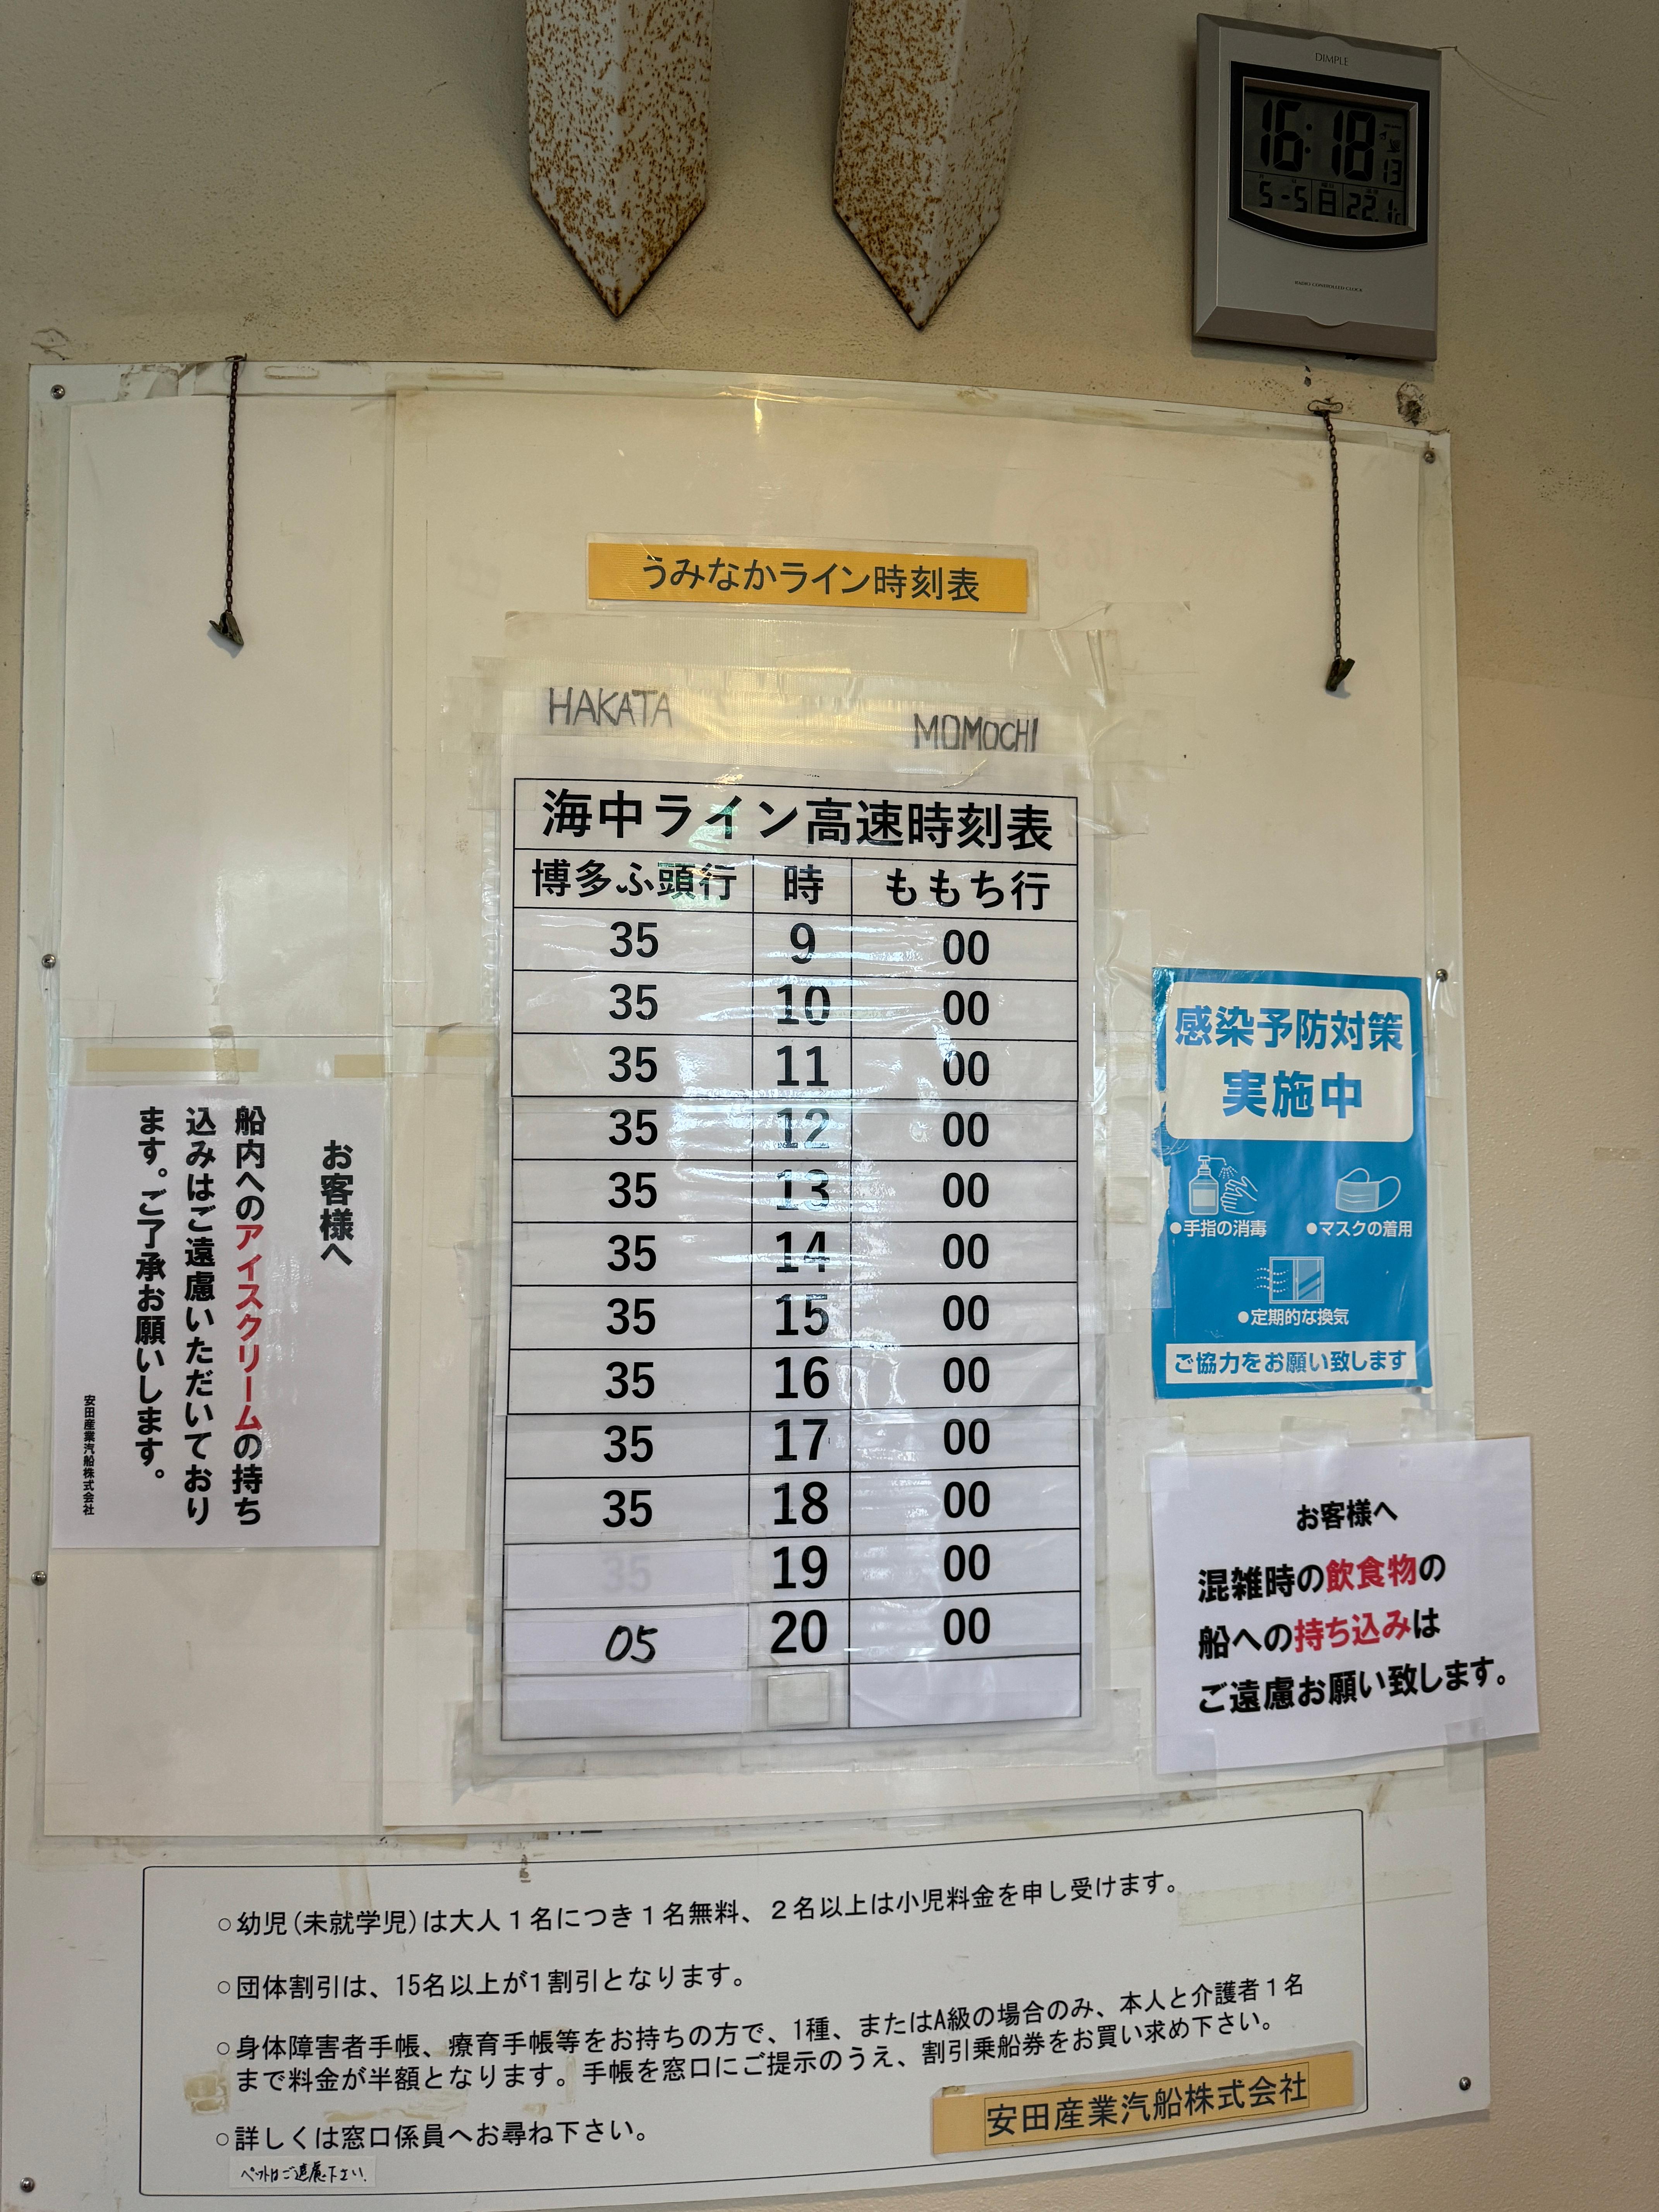 DIMPLE
16:18 13
5-5 日 22.1℃
RADIO CONTROLLED CLOCK
うみなかライン時刻表
HAKATA MOMOCHI
海中ライン高速時刻表
博多ふ頭行 時 ももち行
35 9 00
35 10 00
35 11 00
35 12 00
35 13 00
35 14 00
35 15 00
35 16 00
35 17 00
35 18 00
35 19 00
05 20 00
お客様へ
船内へのアイスクリームの持ち
込みはご遠慮いただいており
ます。ご了承お願いします。
安田産業汽船株式会社
感染予防対策
実施中
●手指の消毒 ●マスクの着用
●定期的な換気
ご協力をお願い致します
お客様へ
混雑時の飲食物の
船への持ち込みは
ご遠慮お願い致します。
○幼児(未就学児)は大人1名につき1名無料、2名以上は小児料金を申し受けます。
○団体割引は、15名以上が1割引となります。
○身体障害者手帳、療育手帳等をお持ちの方で、1種、またはA級の場合のみ、本人と介護者1名
まで料金が半額となります。手帳を窓口にご提示のうえ、割引乗船券をお買い求め下さい。
○詳しくは窓口係員へお尋ね下さい。
ペットはご遠慮下さい.
安田産業汽船株式会社